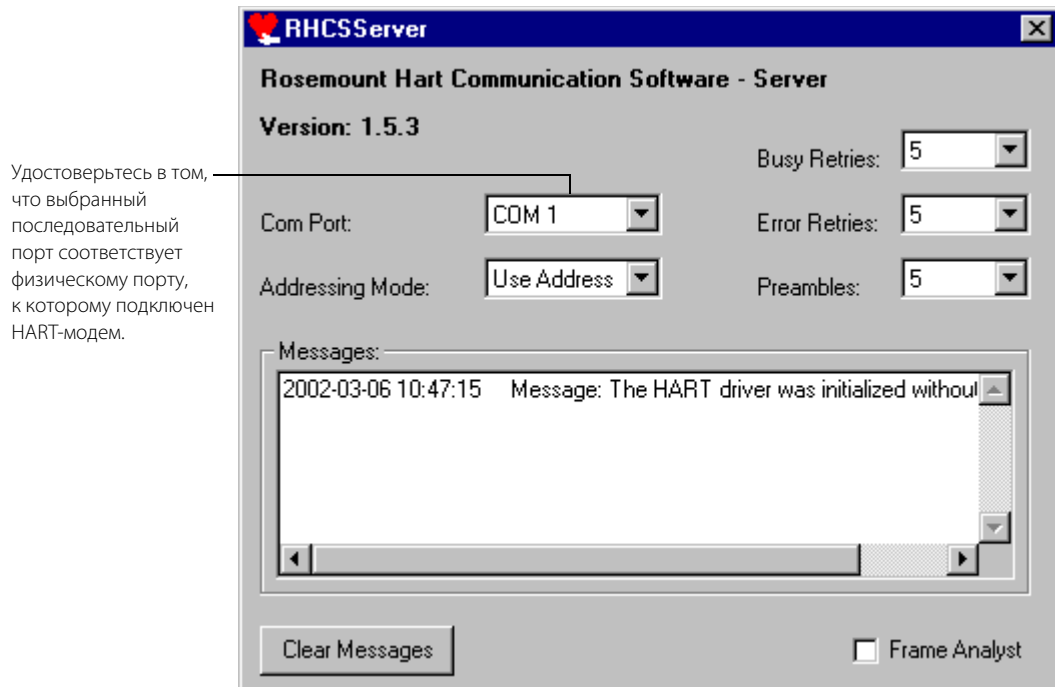 RHCSServer
Rosemount Hart Communication Software - Server
Version: 1.5.3
Busy Retries: 5
Удостоверьтесь в том,
что выбранный
последовательный
порт соответствует
физическому порту,
к которому подключен
HART-модем.
Com Port: COM 1
Error Retries: 5
Addressing Mode: Use Address
Preambles: 5
Messages:
2002-03-06 10:47:15 Message: The HART driver was initialized without
Clear Messages
Frame Analyst